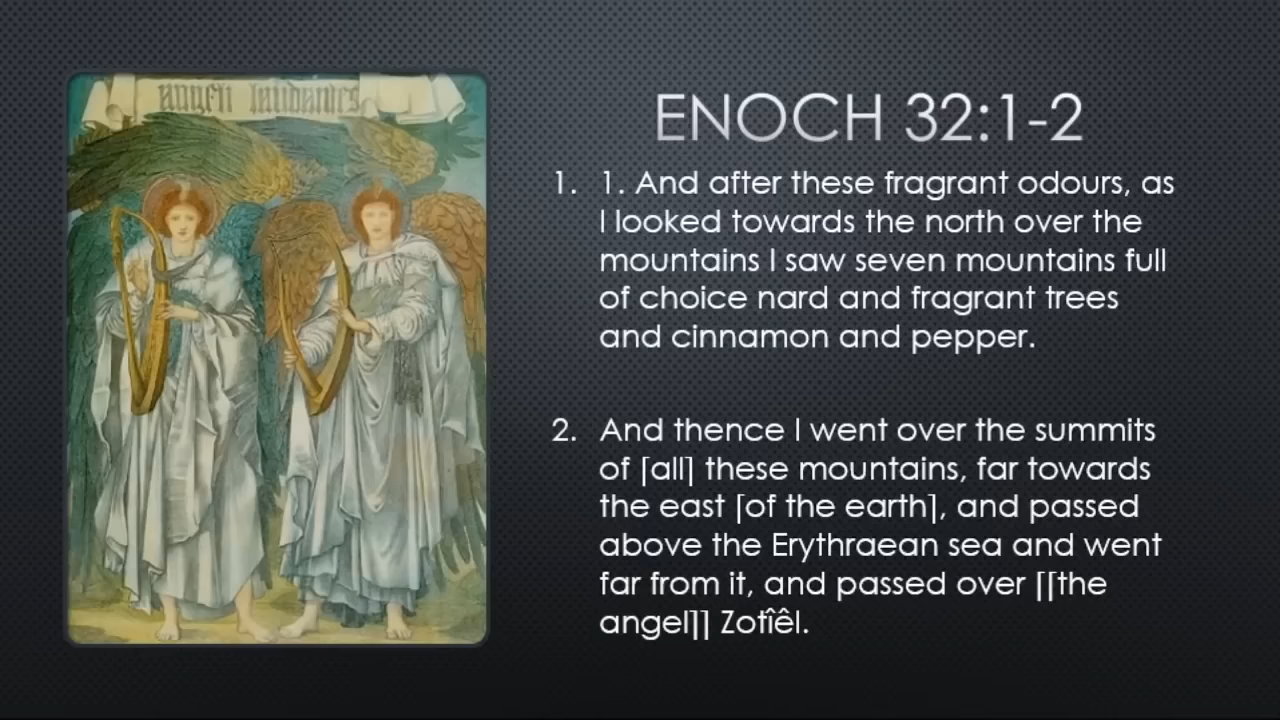 angeli laudantes
ENOCH 32:1-2
1. 1. And after these fragrant odours, as
I looked towards the north over the
mountains I saw seven mountains full
of choice nard and fragrant trees
and cinnamon and pepper.
2. And thence I went over the summits
of [all] these mountains, far towards
the east [of the earth], and passed
above the Erythraean sea and went
far from it, and passed over [[the
angel]] Zotîêl.